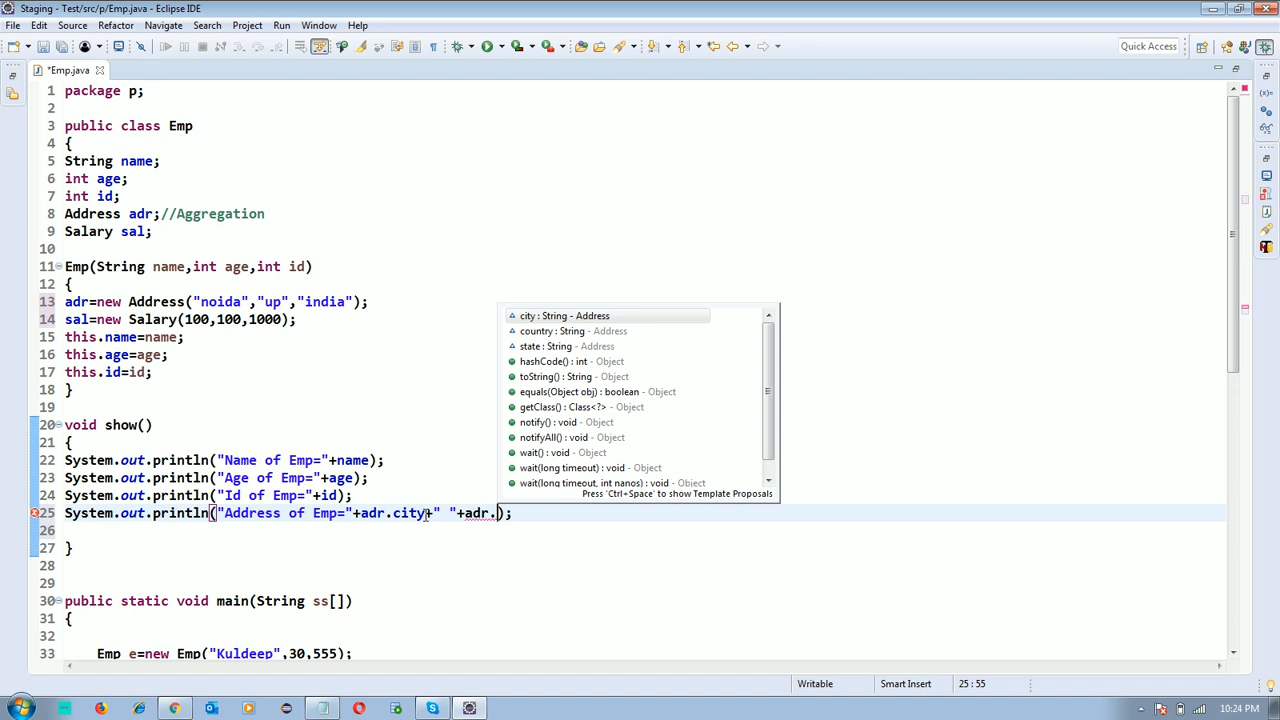 Staging - Test/src/p/Emp.java - Eclipse IDE
File Edit Source Refactor Navigate Search Project Run Window Help
Quick Access
*Emp.java
1 package p;
2
3 public class Emp
4 {
5 String name;
6 int age;
7 int id;
8 Address adr;//Aggregation
9 Salary sal;
10
11 Emp(String name,int age,int id)
12 {
13 adr=new Address("noida","up","india");
14 sal=new Salary(100,100,1000);
15 this.name=name;
16 this.age=age;
17 this.id=id;
18 }
19
20 void show()
21 {
22 System.out.println("Name of Emp="+name);
23 System.out.println("Age of Emp="+age);
24 System.out.println("Id of Emp="+id);
25 System.out.println("Address of Emp="+adr.city+" "+adr.);
26
27 }
28
29
30 public static void main(String ss[])
31 {
32
33 Emp e=new Emp("Kuldeep",30,555);
city : String - Address
country : String - Address
state : String - Address
hashCode() : int - Object
toString() : String - Object
equals(Object obj) : boolean - Object
getClass() : Class<?> - Object
notify() : void - Object
notifyAll() : void - Object
wait() : void - Object
wait(long timeout) : void - Object
wait(long timeout, int nanos) : void - Object
Press 'Ctrl+Space' to show Template Proposals
Writable Smart Insert 25 : 55
10:24 PM